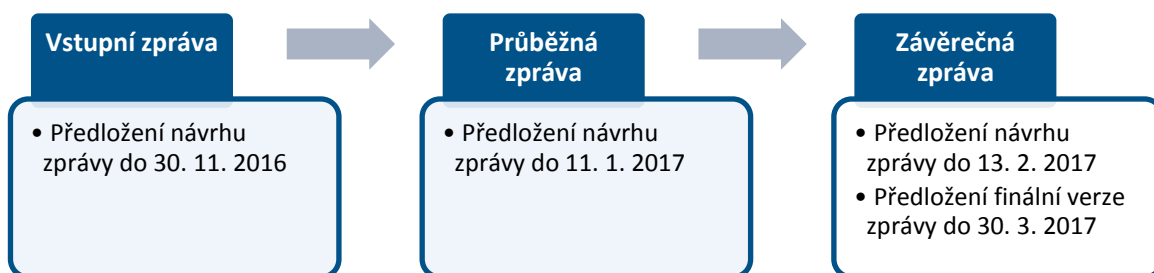 Vstupní zpráva
• Předložení návrhu
zprávy do 30. 11. 2016
Průběžná
zpráva
• Předložení návrhu
zprávy do 11. 1. 2017
Závěrečná
zpráva
• Předložení návrhu
zprávy do 13. 2. 2017
• Předložení finální verze
zprávy do 30. 3. 2017